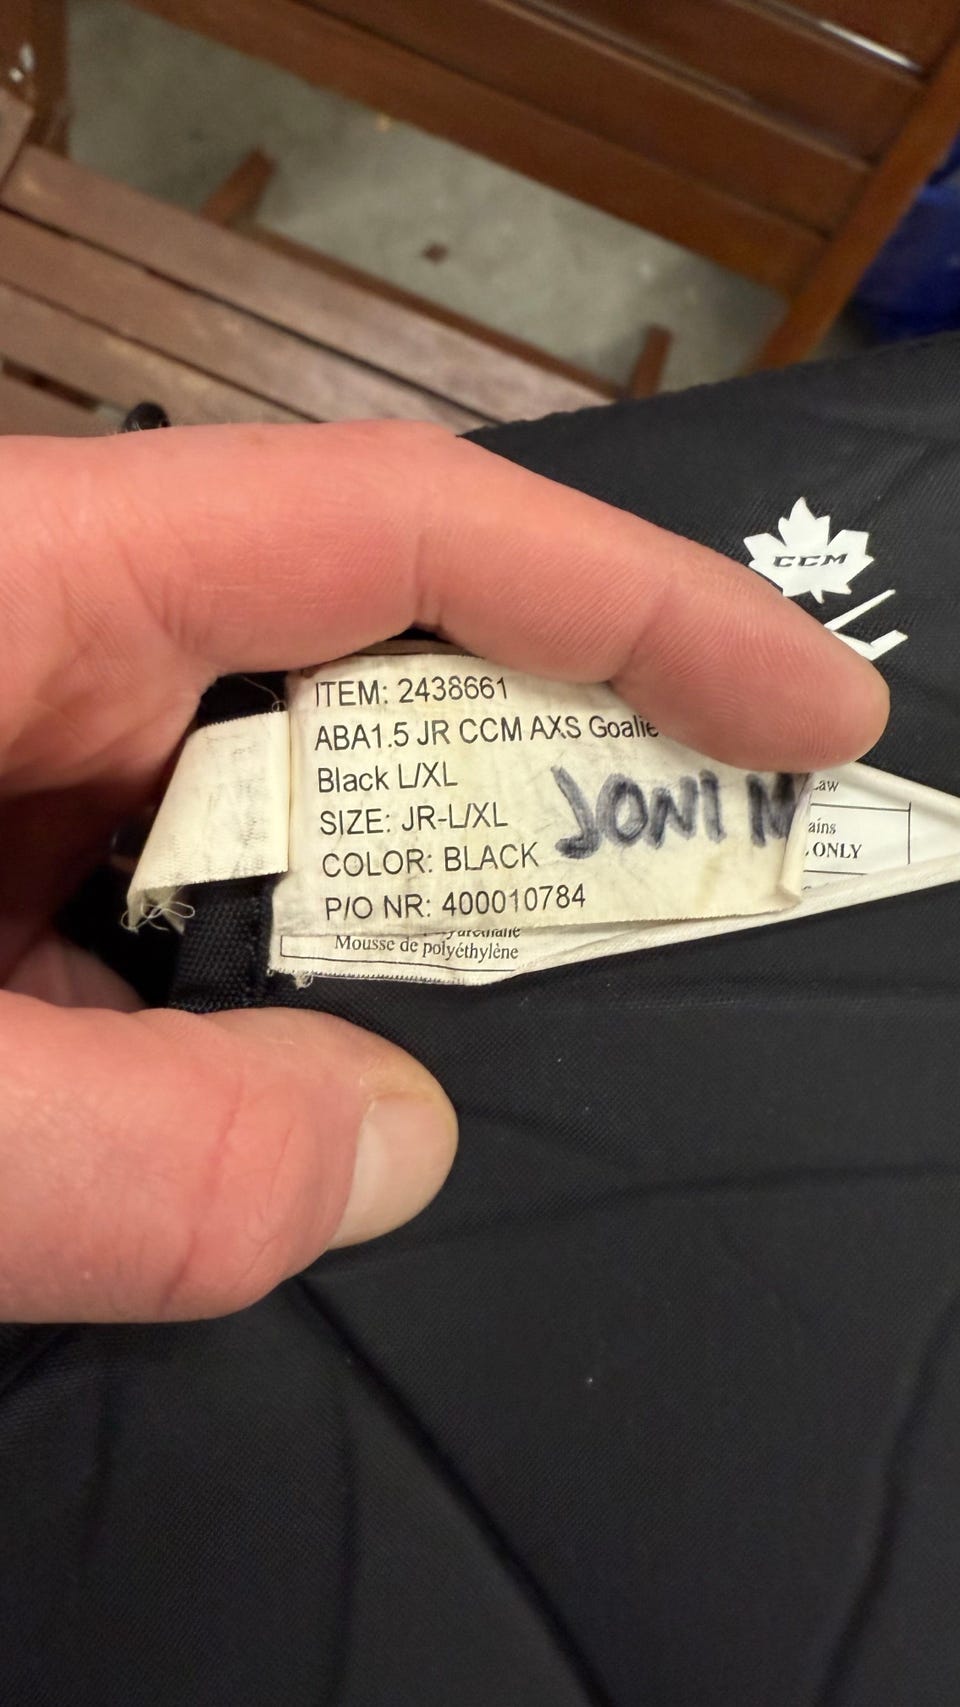 CCM
ITEM: 2438661
ABA1.5 JR CCM AXS Goalie
Black L/XL
SIZE: JR-L/XL
COLOR: BLACK
P/O NR: 400010784
JONI M
Law
ONLY
Mousse de polyéthylène